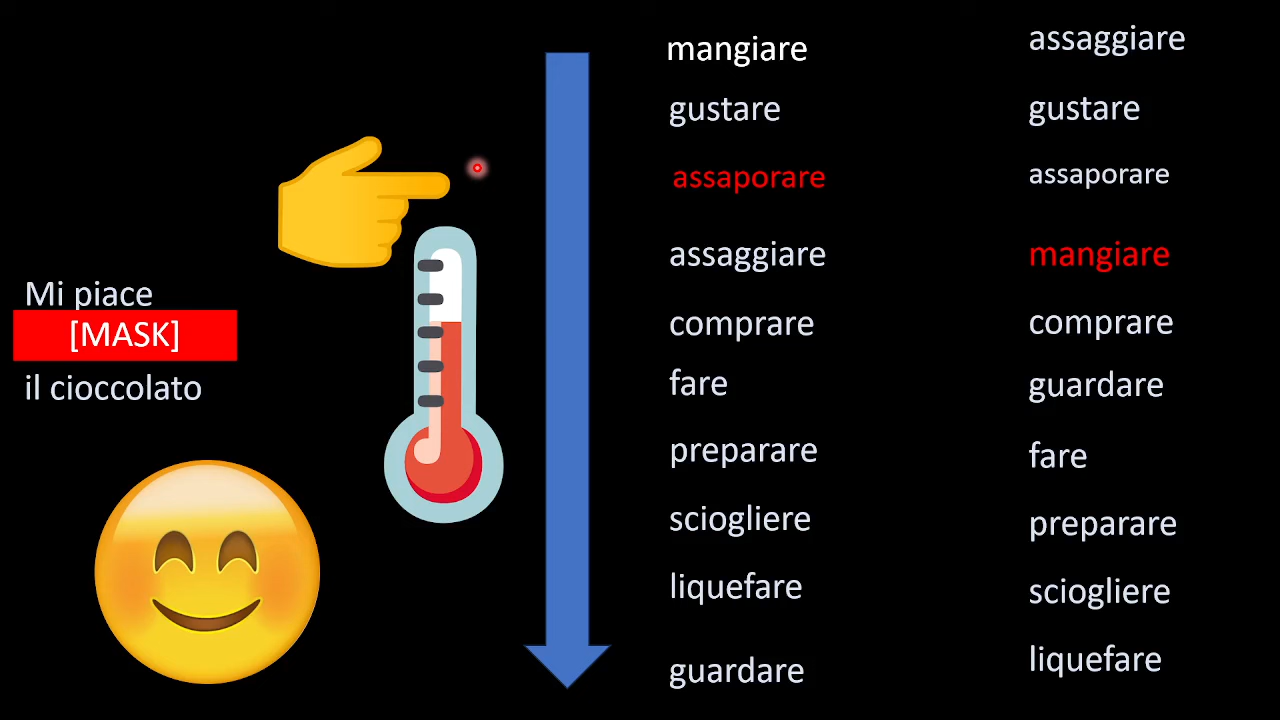 Mi piace
[MASK]
il cioccolato
mangiare
gustare
assaporare
assaggiare
comprare
fare
preparare
sciogliere
liquefare
guardare
assaggiare
gustare
assaporare
mangiare
comprare
guardare
fare
preparare
sciogliere
liquefare